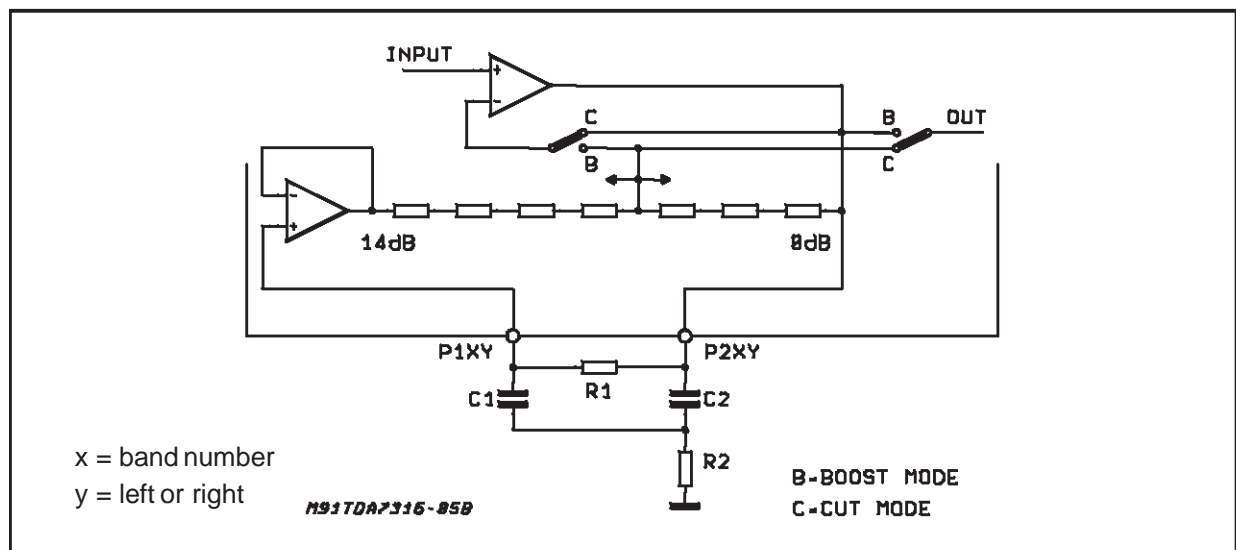 INPUT
+
-
C
B
B
OUT
C
-
+
14dB
0dB
P1XY
P2XY
R1
C1
C2
R2
x = band number
y = left or right
M91TDA7316-05B
B=BOOST MODE
C=CUT MODE